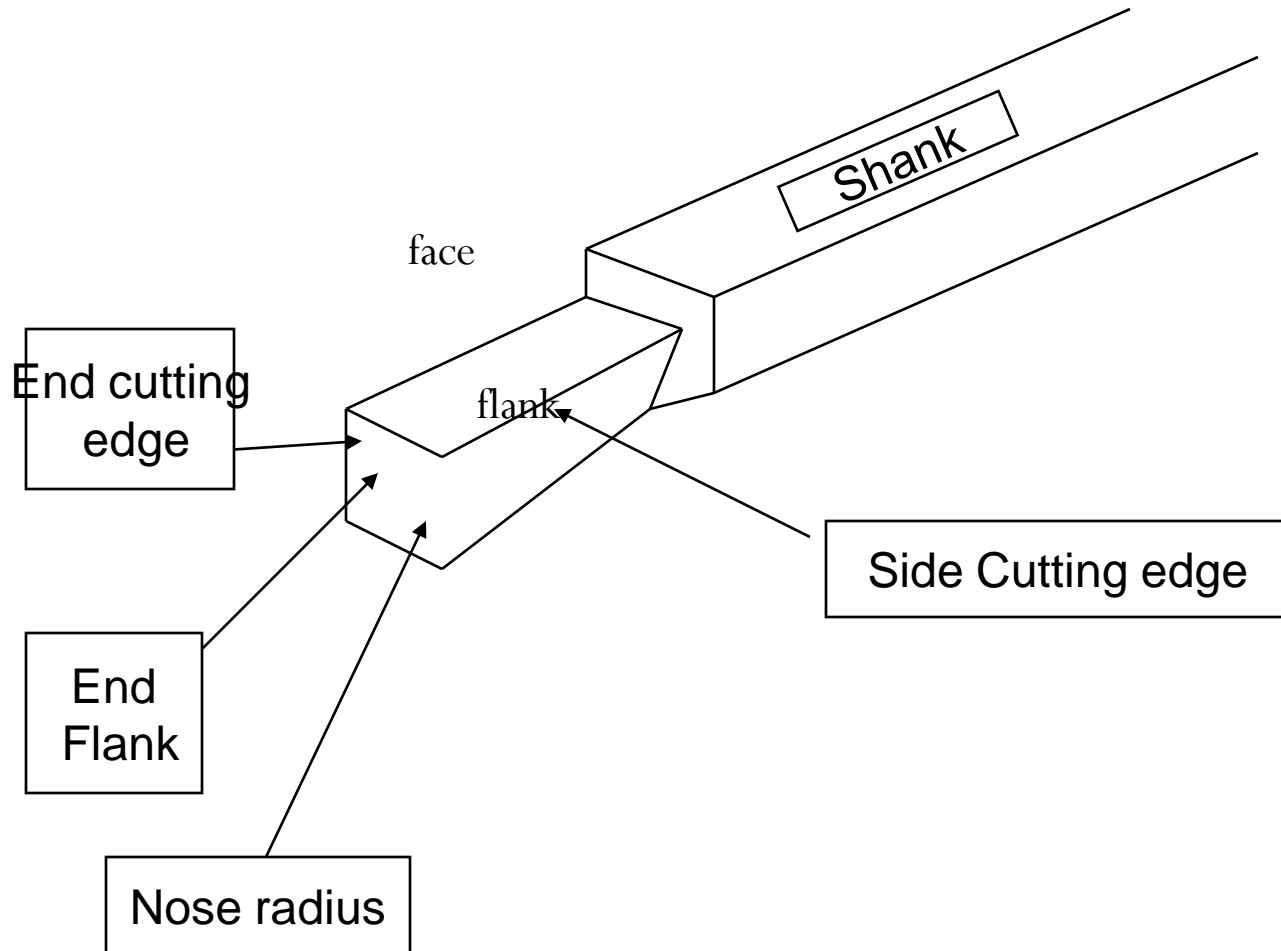 Shank
face
End cutting
edge
flank
Side Cutting edge
End
Flank
Nose radius